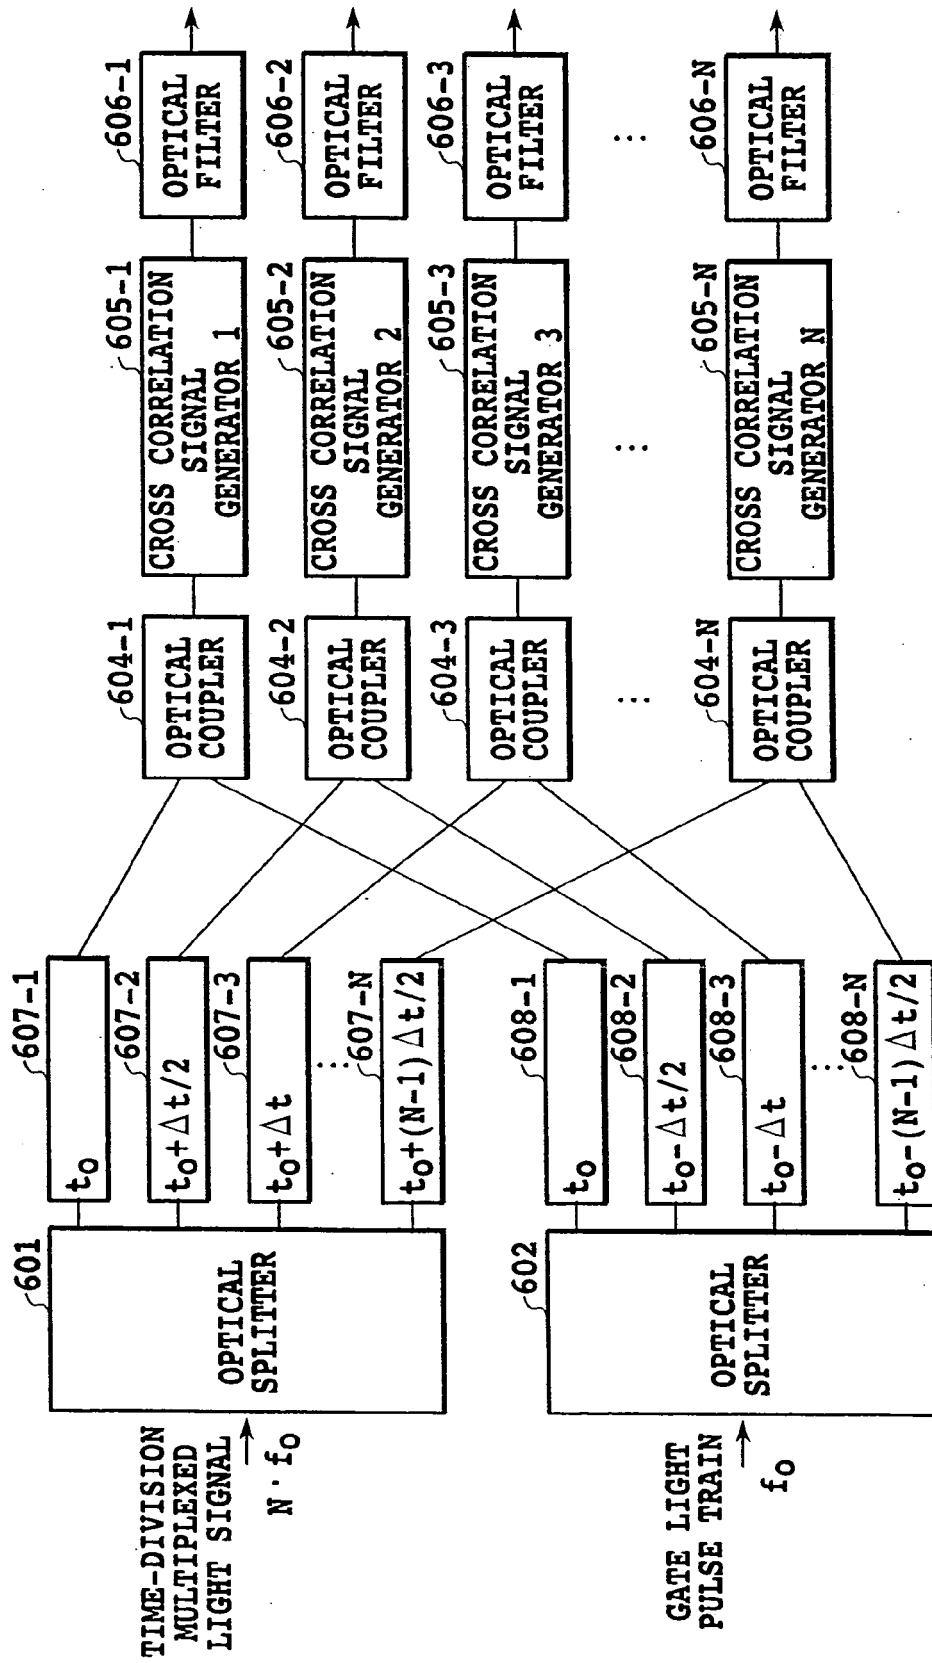 TIME-DIVISION
MULTIPLEXED
LIGHT SIGNAL
N·f₀
601
OPTICAL
SPLITTER
607-1
t₀
607-2
t₀+Δt/2
607-3
t₀+Δt
...
607-N
t₀+(N-1)Δt/2
GATE LIGHT
PULSE TRAIN
f₀
602
OPTICAL
SPLITTER
608-1
t₀
608-2
t₀-Δt/2
608-3
t₀-Δt
...
608-N
t₀-(N-1)Δt/2
604-1
OPTICAL
COUPLER
605-1
CROSS CORRELATION
SIGNAL
GENERATOR 1
606-1
OPTICAL
FILTER
604-2
OPTICAL
COUPLER
605-2
CROSS CORRELATION
SIGNAL
GENERATOR 2
606-2
OPTICAL
FILTER
604-3
OPTICAL
COUPLER
605-3
CROSS CORRELATION
SIGNAL
GENERATOR 3
606-3
OPTICAL
FILTER
...
...
...
604-N
OPTICAL
COUPLER
605-N
CROSS CORRELATION
SIGNAL
GENERATOR N
606-N
OPTICAL
FILTER